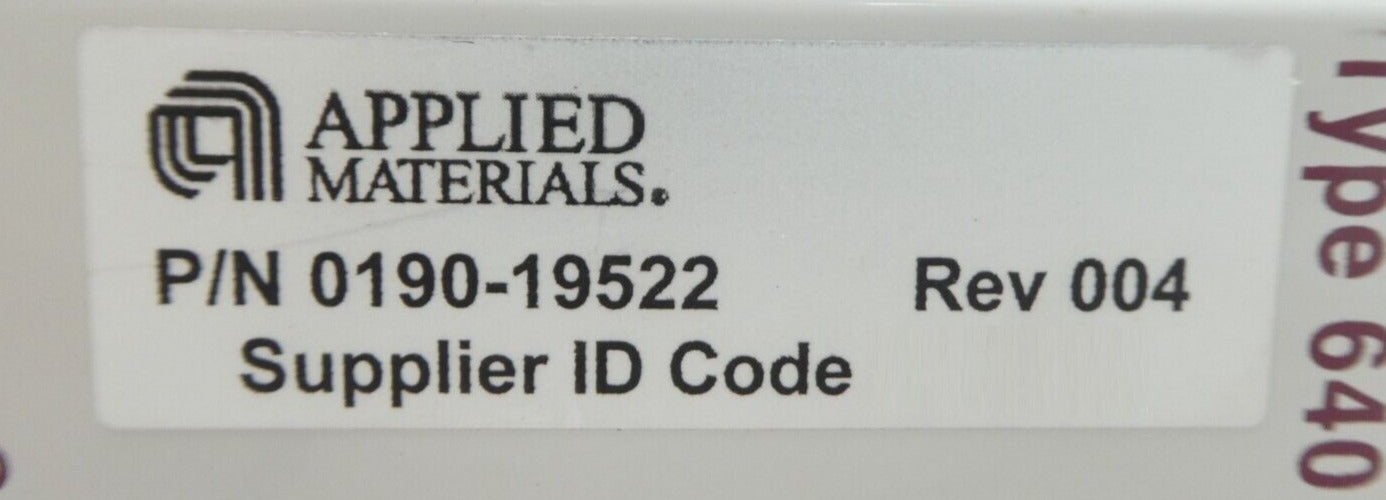 APPLIED
MATERIALS.
P/N 0190-19522 Rev 004
Supplier ID Code
Type 640